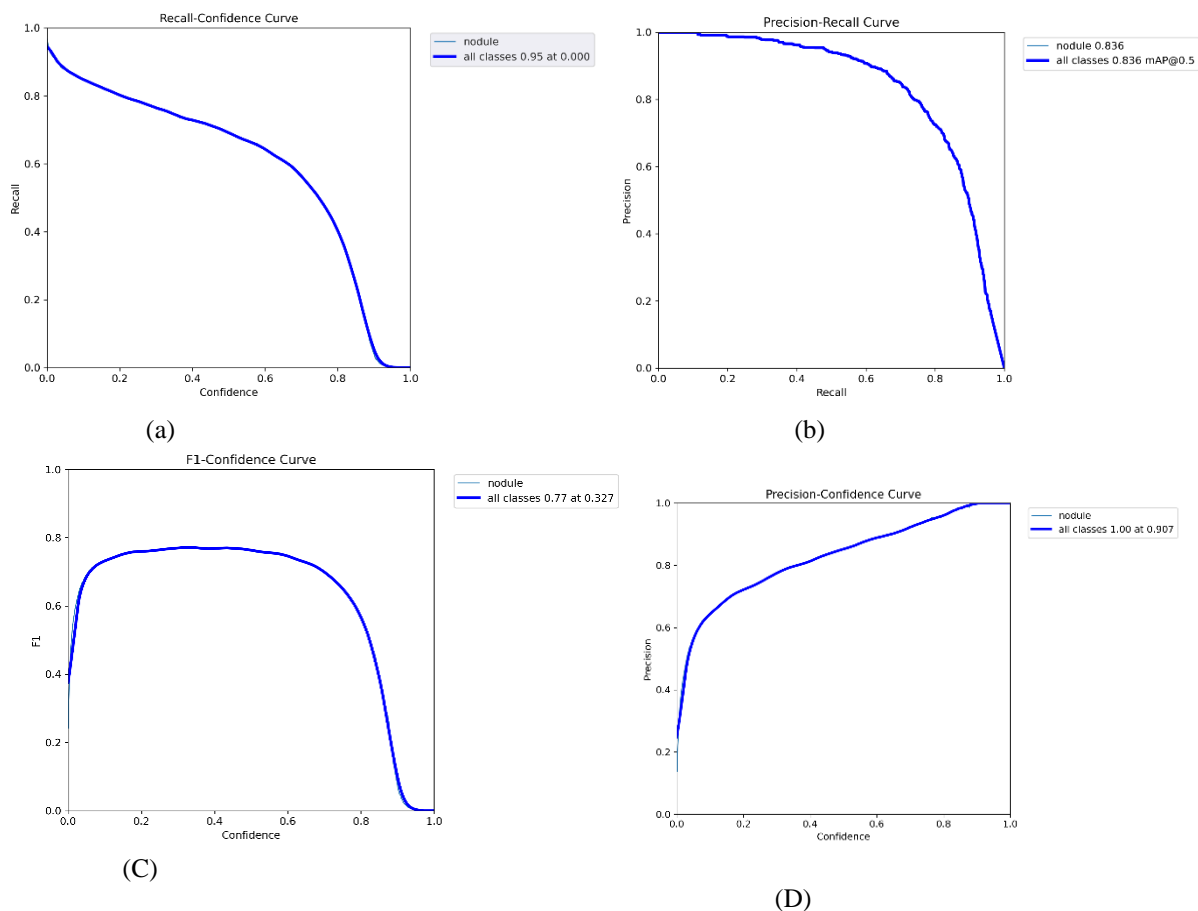 Recall-Confidence Curve
1.0
0.8
0.6
0.4
0.2
0.0
Recall
0.0 0.2 0.4 0.6 0.8 1.0
Confidence
nodule
all classes 0.95 at 0.000
(a)
Precision-Recall Curve
1.0
0.8
0.6
0.4
0.2
0.0
Precision
0.0 0.2 0.4 0.6 0.8 1.0
Recall
nodule 0.836
all classes 0.836 mAP@0.5
(b)
F1-Confidence Curve
1.0
0.8
0.6
0.4
0.2
0.0
F1
0.0 0.2 0.4 0.6 0.8 1.0
Confidence
nodule
all classes 0.77 at 0.327
(C)
Precision-Confidence Curve
1.0
0.8
0.6
0.4
0.2
0.0
Precision
0.0 0.2 0.4 0.6 0.8 1.0
Confidence
nodule
all classes 1.00 at 0.907
(D)